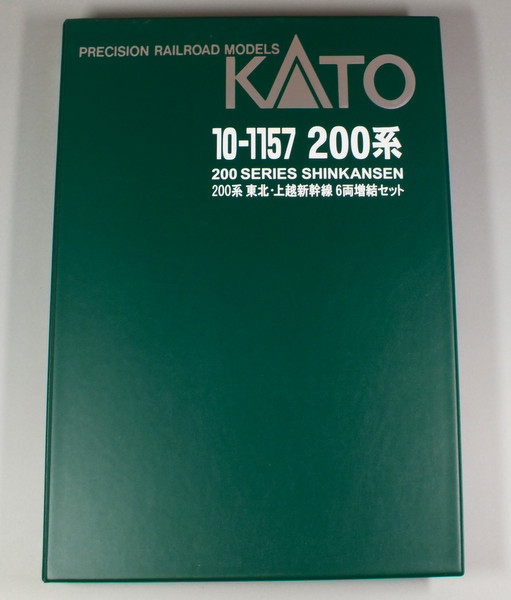 PRECISION RAILROAD MODELS
KATO
10-1157 200系
200 SERIES SHINKANSEN
200系 東北・上越新幹線 6両増結セット